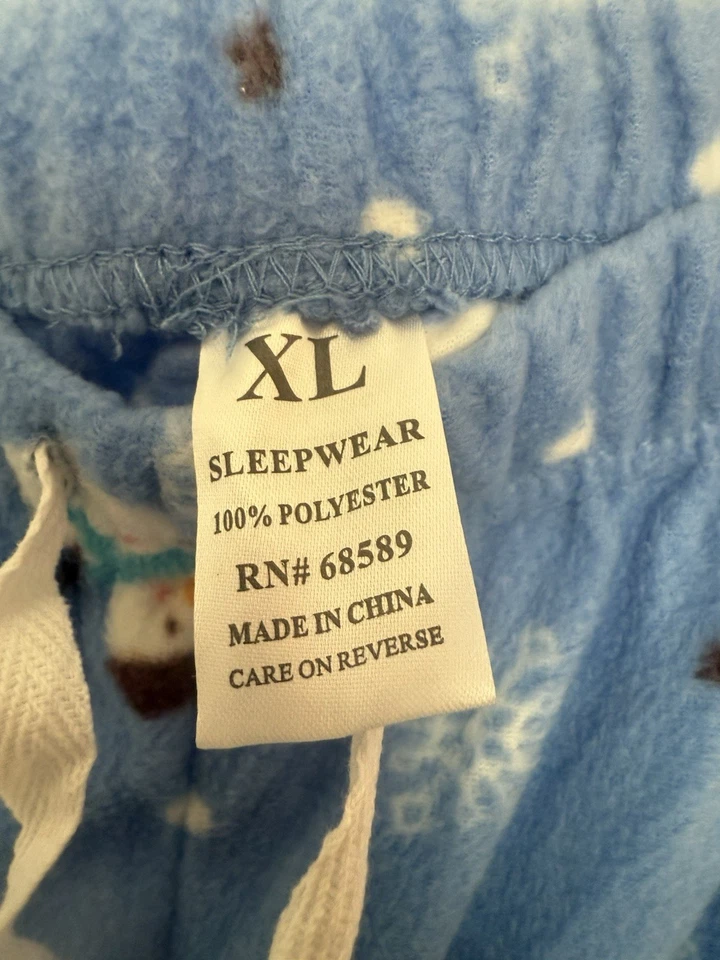 XL
SLEEPWEAR
100% POLYESTER
RN# 68589
MADE IN CHINA
CARE ON REVERSE